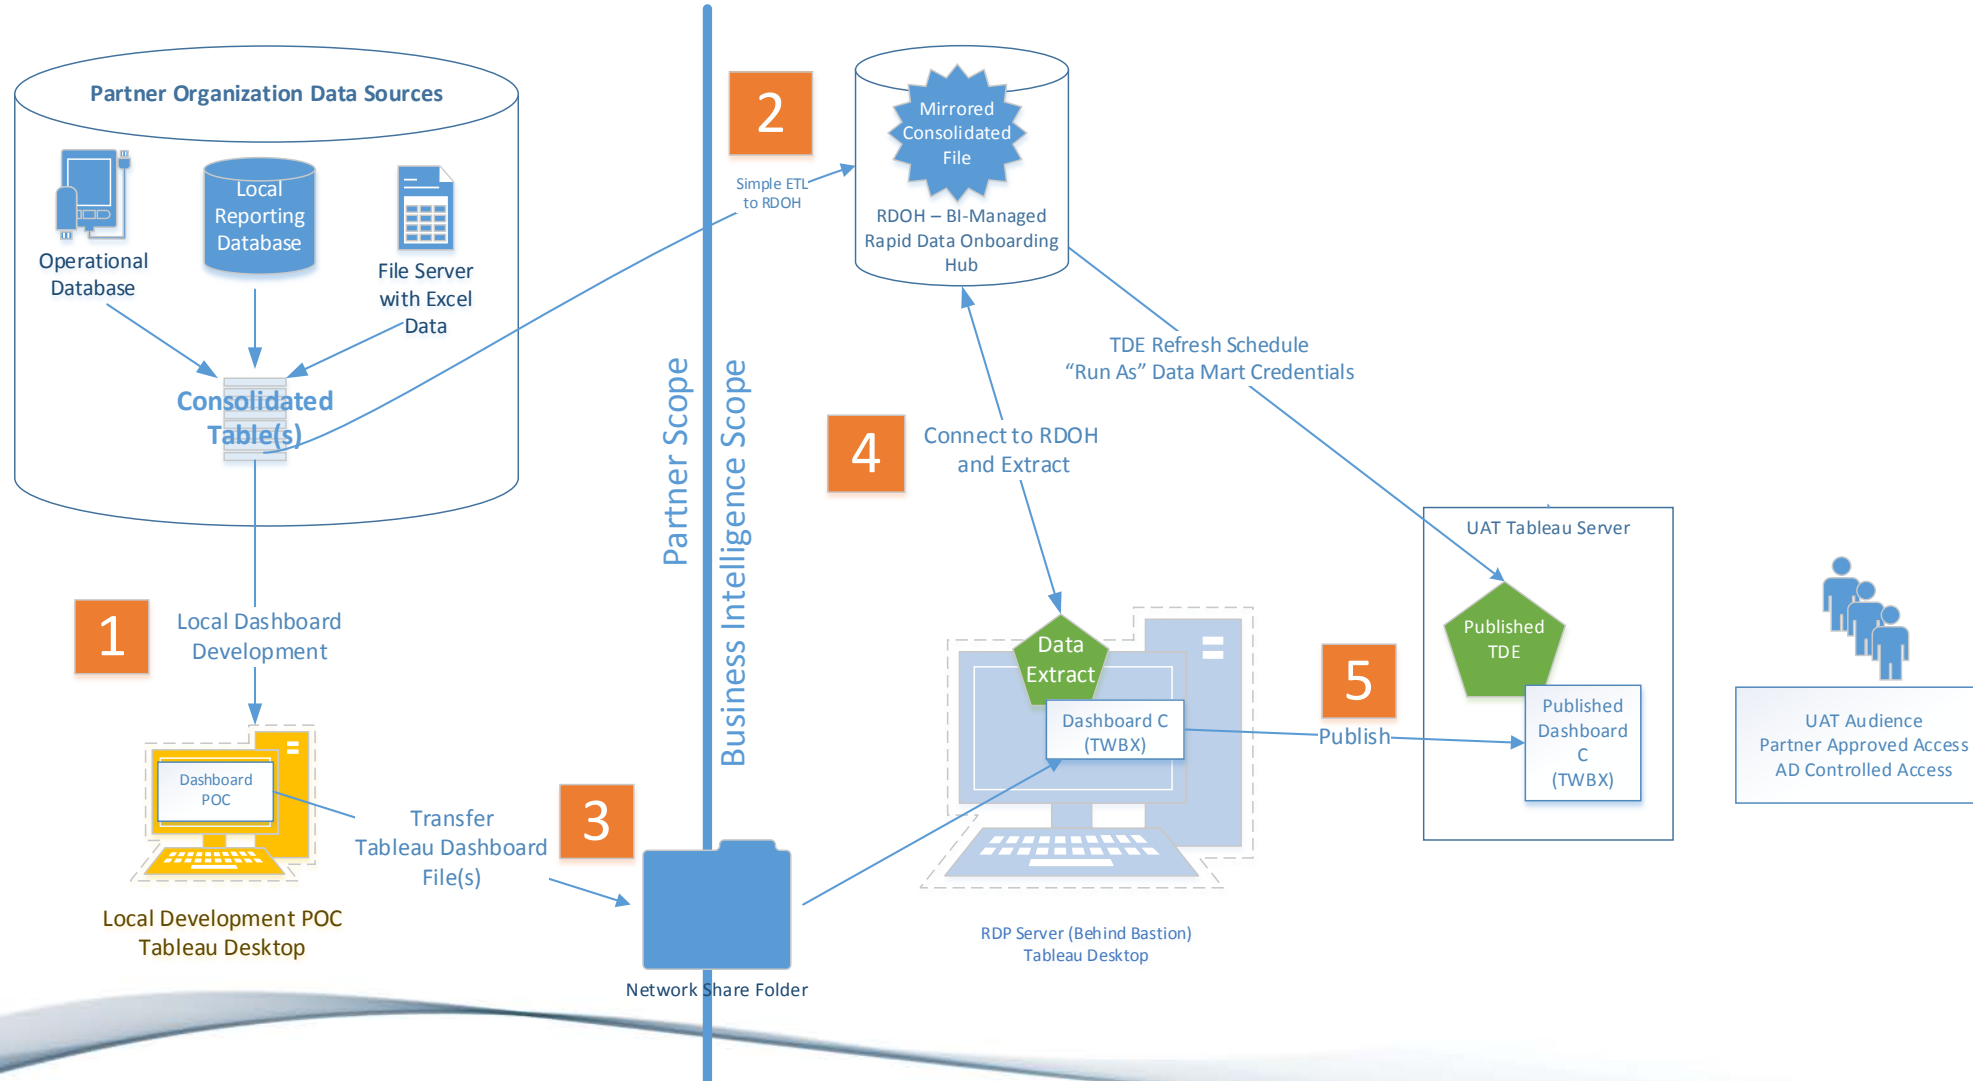 Partner Organization Data Sources
Operational
Database
Local
Reporting
Database
File Server
with Excel
Data
Consolidated
Table(s)
1
Local Dashboard
Development
Dashboard
POC
Local Development POC
Tableau Desktop
2
Simple ETL
to RDOH
Mirrored
Consolidated
File
RDOH – BI-Managed
Rapid Data Onboarding
Hub
Partner Scope
Business Intelligence Scope
3
Transfer
Tableau Dashboard
File(s)
Network Share Folder
4
Connect to RDOH
and Extract
TDE Refresh Schedule
“Run As” Data Mart Credentials
Data
Extract
Dashboard C
(TWBX)
RDP Server (Behind Bastion)
Tableau Desktop
5
Publish
UAT Tableau Server
Published
TDE
Published
Dashboard
C
(TWBX)
UAT Audience
Partner Approved Access
AD Controlled Access